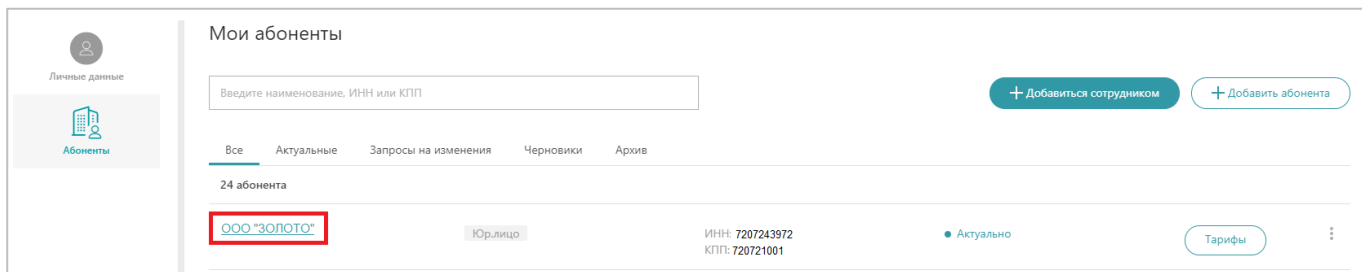 Мои абоненты
Личные данные
Абоненты
Введите наименование, ИНН или КПП
+ Добавиться сотрудником
+ Добавить абонента
Все Актуальные Запросы на изменения Черновики Архив
24 абонента
ООО "ЗОЛОТО" Юр.лицо ИНН: 7207243972 Актуально Тарифы
КПП: 720721001